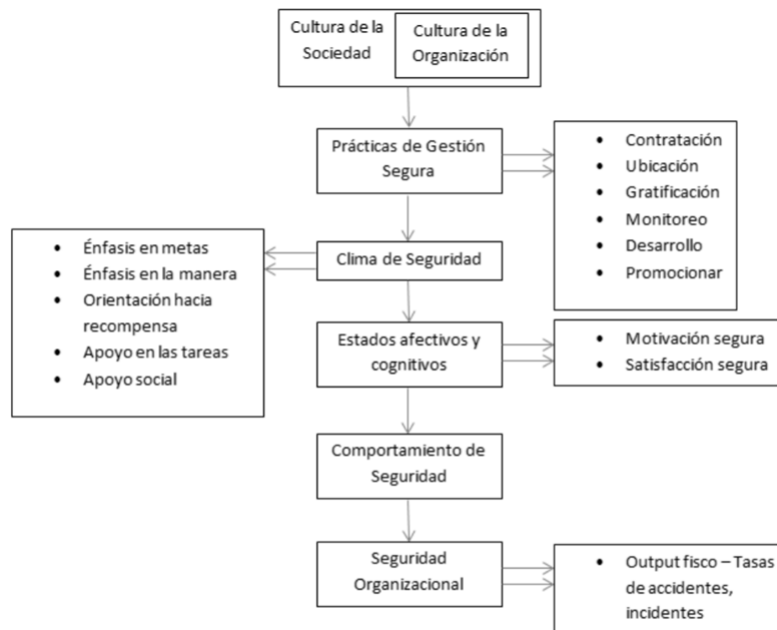 Cultura de la
Sociedad
Cultura de la
Organización
Prácticas de Gestión
Segura
• Contratación
• Ubicación
• Gratificación
• Monitoreo
• Desarrollo
• Promocionar
Clima de Seguridad
• Énfasis en metas
• Énfasis en la manera
• Orientación hacia
recompensa
• Apoyo en las tareas
• Apoyo social
Estados afectivos y
cognitivos
• Motivación segura
• Satisfacción segura
Comportamiento de
Seguridad
Seguridad
Organizacional
• Output fisco – Tasas
de accidentes,
incidentes